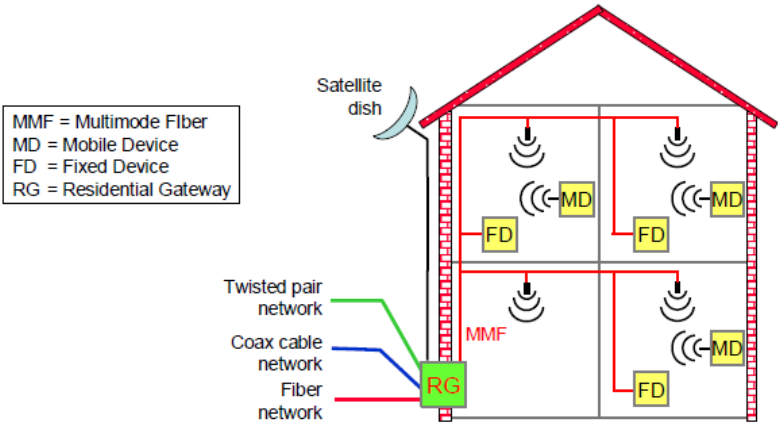 Satellite
dish
MMF = Multimode FIber
MD = Mobile Device
FD = Fixed Device
RG = Residential Gateway
MD
MD
FD
FD
Twisted pair
network
Coax cable
network
Fiber
network
MMF
RG
MD
FD